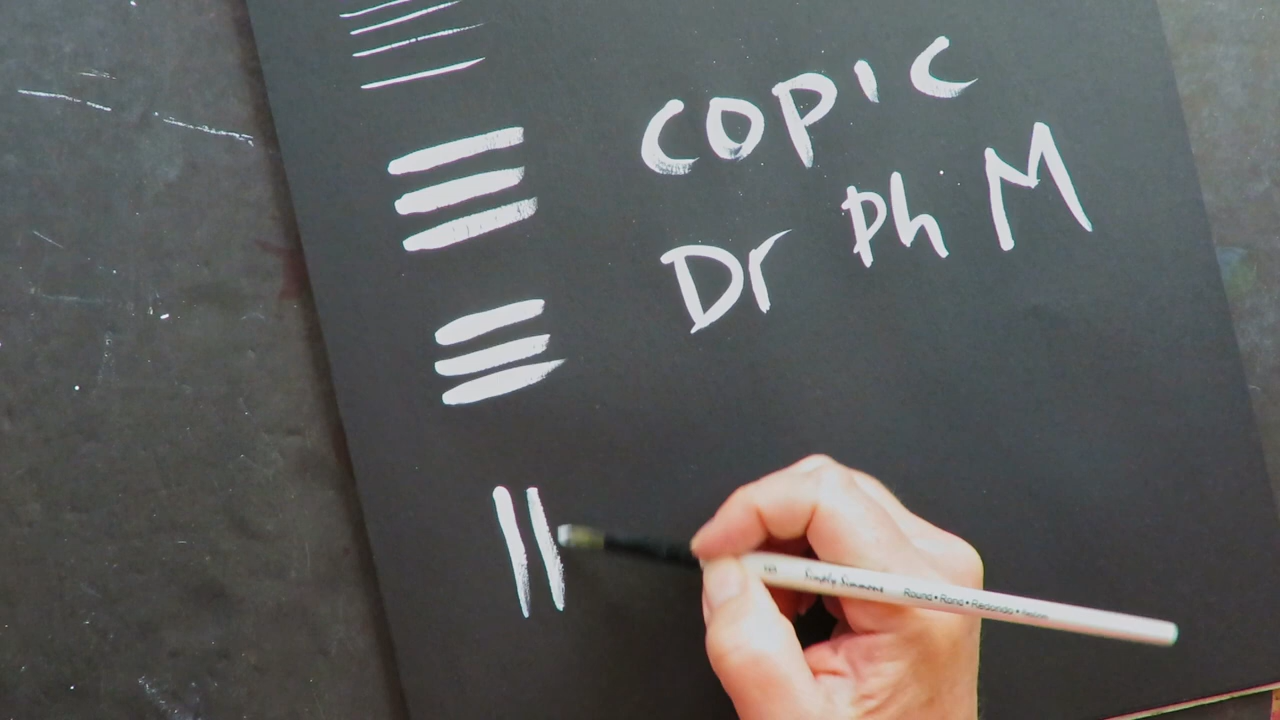 copic
Dr Ph M
Simply Simmons Round • Rond • Redondo •